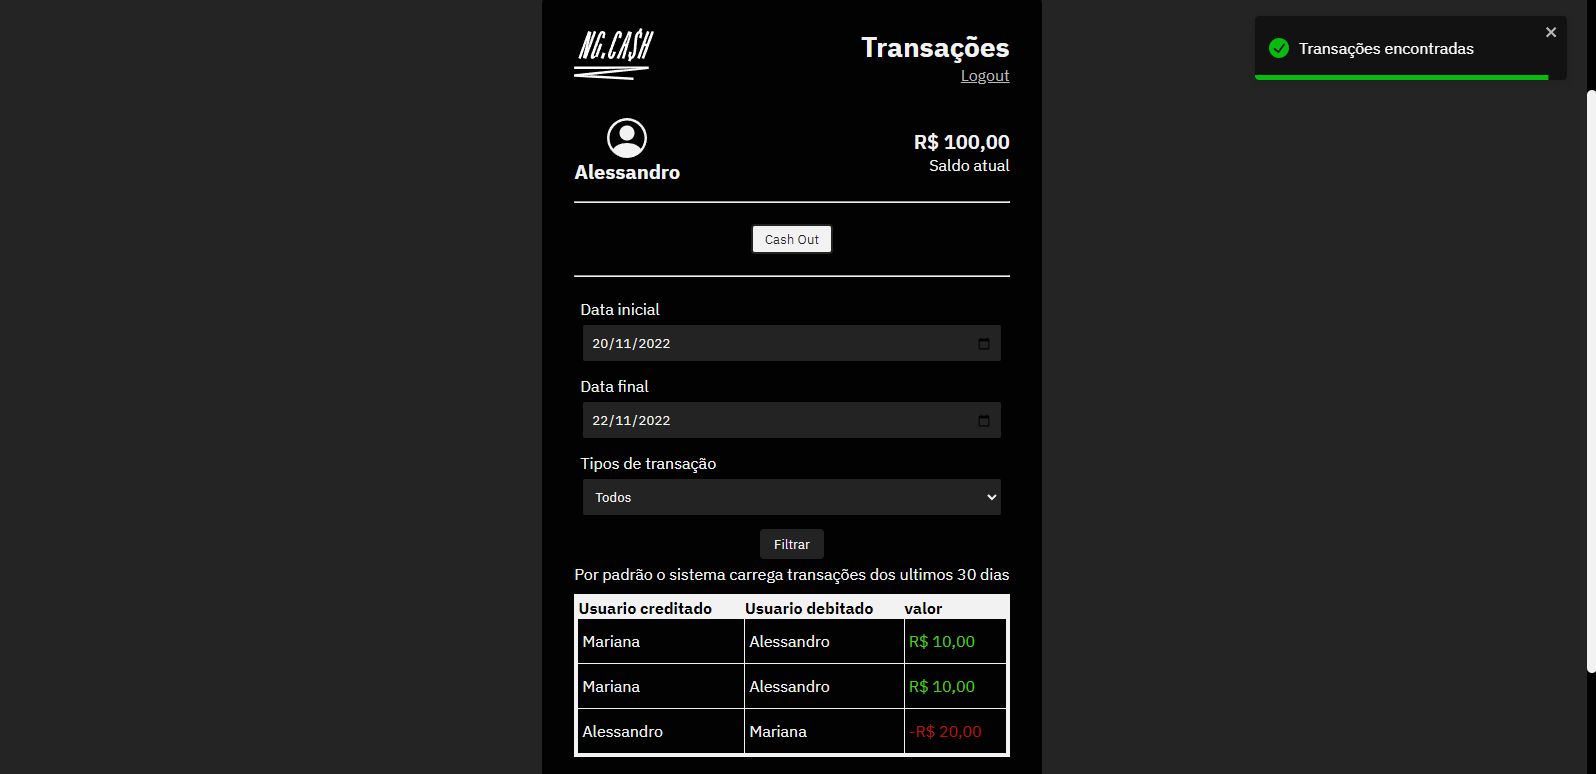 NG.CA$H
Transações
Logout
Transações encontradas
Alessandro
R$ 100,00
Saldo atual
Cash Out
Data inicial
20/11/2022
Data final
22/11/2022
Tipos de transação
Todos
Filtrar
Por padrão o sistema carrega transações dos ultimos 30 dias
Usuario creditado Usuario debitado valor
Mariana Alessandro R$ 10,00
Mariana Alessandro R$ 10,00
Alessandro Mariana -R$ 20,00